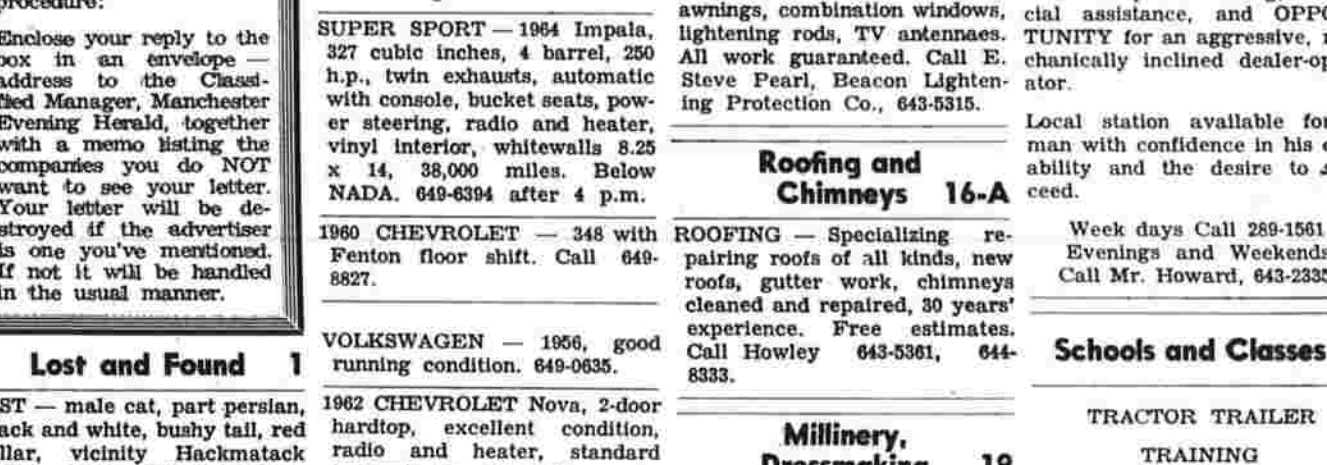 procedure:
Enclose your reply to the
box in an envelope —
address to the Classi-
fied Manager, Manchester
Evening Herald, together
with a memo listing the
companies you do NOT
want to see your letter.
Your letter will be de-
stroyed if the advertiser
is one you've mentioned.
If not it will be handled
in the usual manner.
Lost and Found 1
ST — male cat, part persian,
ack and white, bushy tail, red
llar, vicinity Hackmatack
SUPER SPORT — 1964 Impala,
327 cubic inches, 4 barrel, 250
h.p., twin exhausts, automatic
with console, bucket seats, pow-
er steering, radio and heater,
vinyl interior, whitewalls 8.25
x 14, 38,000 miles. Below
NADA. 649-6394 after 4 p.m.
1960 CHEVROLET — 348 with
Fenton floor shift. Call 649-
8827.
VOLKSWAGEN — 1956, good
running condition. 649-0635.
1962 CHEVROLET Nova, 2-door
hardtop, excellent condition,
radio and heater, standard
awnings, combination windows,
lightening rods, TV antennaes.
All work guaranteed. Call E.
Steve Pearl, Beacon Lighten-
ing Protection Co., 643-5315.
Roofing and
Chimneys 16-A
ROOFING — Specializing re-
pairing roofs of all kinds, new
roofs, gutter work, chimneys
cleaned and repaired, 30 years'
experience. Free estimates.
Call Howley 643-5361, 644-
8333.
Millinery,
Dressmaking 19
cial assistance, and OPPO
TUNITY for an aggressive,
chanically inclined dealer-op
ator.
Local station available for
man with confidence in his
ability and the desire to
ceed.
Week days Call 289-1561
Evenings and Weekends
Call Mr. Howard, 643-2335
Schools and Classes
TRACTOR TRAILER
TRAINING